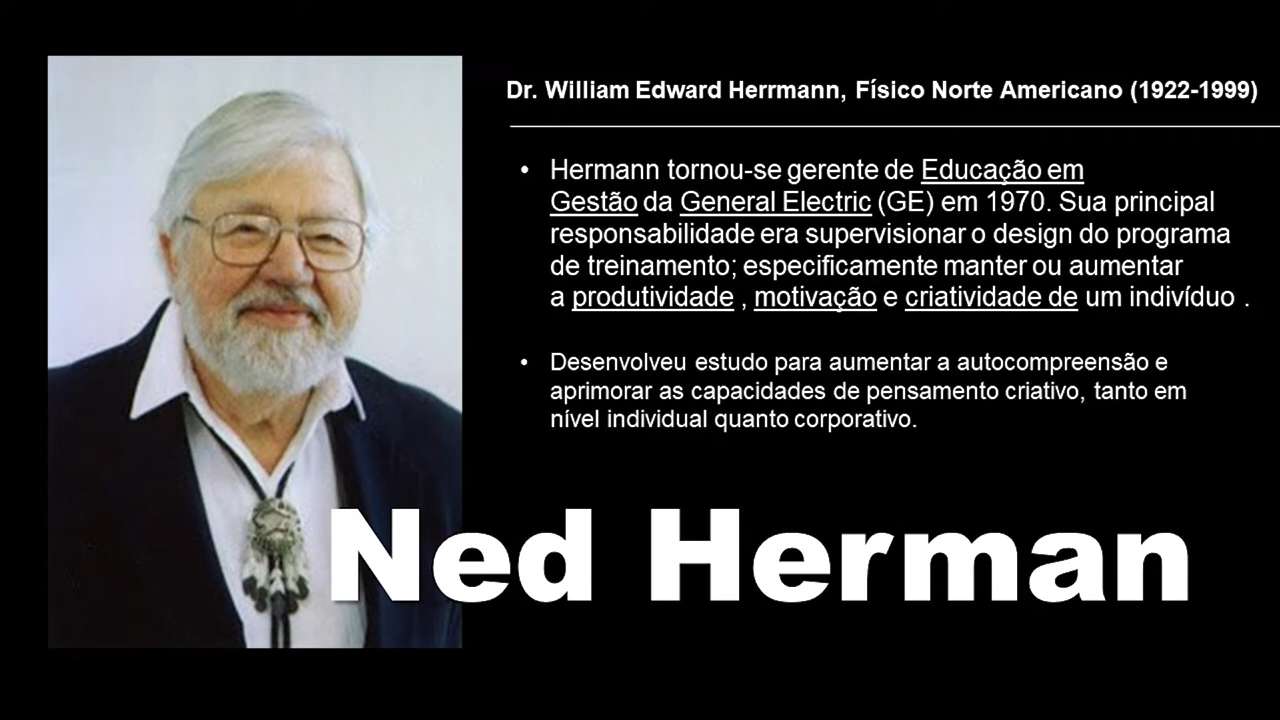 Dr. William Edward Herrmann, Físico Norte Americano (1922-1999)
• Hermann tornou-se gerente de Educação em
Gestão da General Electric (GE) em 1970. Sua principal
responsabilidade era supervisionar o design do programa
de treinamento; especificamente manter ou aumentar
a produtividade , motivação e criatividade de um indivíduo .
• Desenvolveu estudo para aumentar a autocompreensão e
aprimorar as capacidades de pensamento criativo, tanto em
nível individual quanto corporativo.
Ned Herman